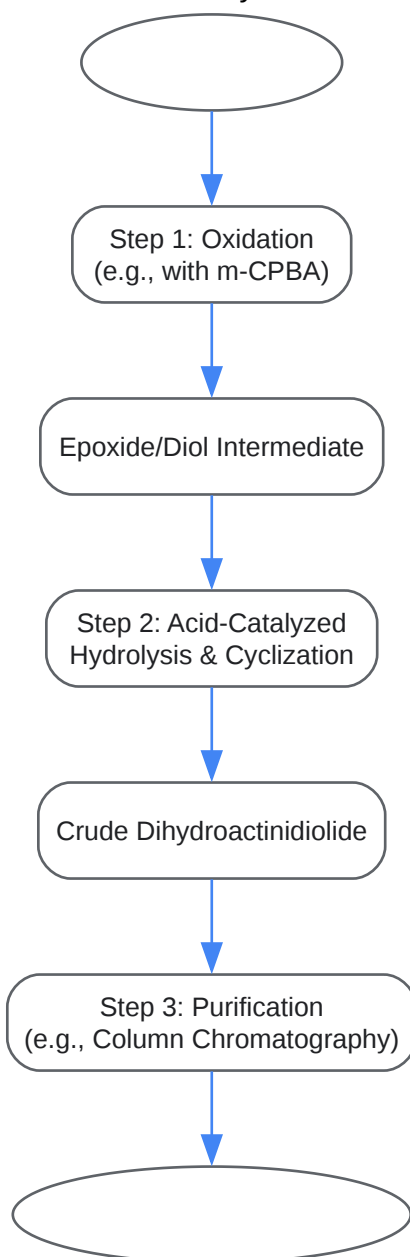 Step 1: Oxidation
(e.g., with m-CPBA)
Epoxide/Diol Intermediate
Step 2: Acid-Catalyzed
Hydrolysis & Cyclization
Crude Dihydroactinidiolide
Step 3: Purification
(e.g., Column Chromatography)